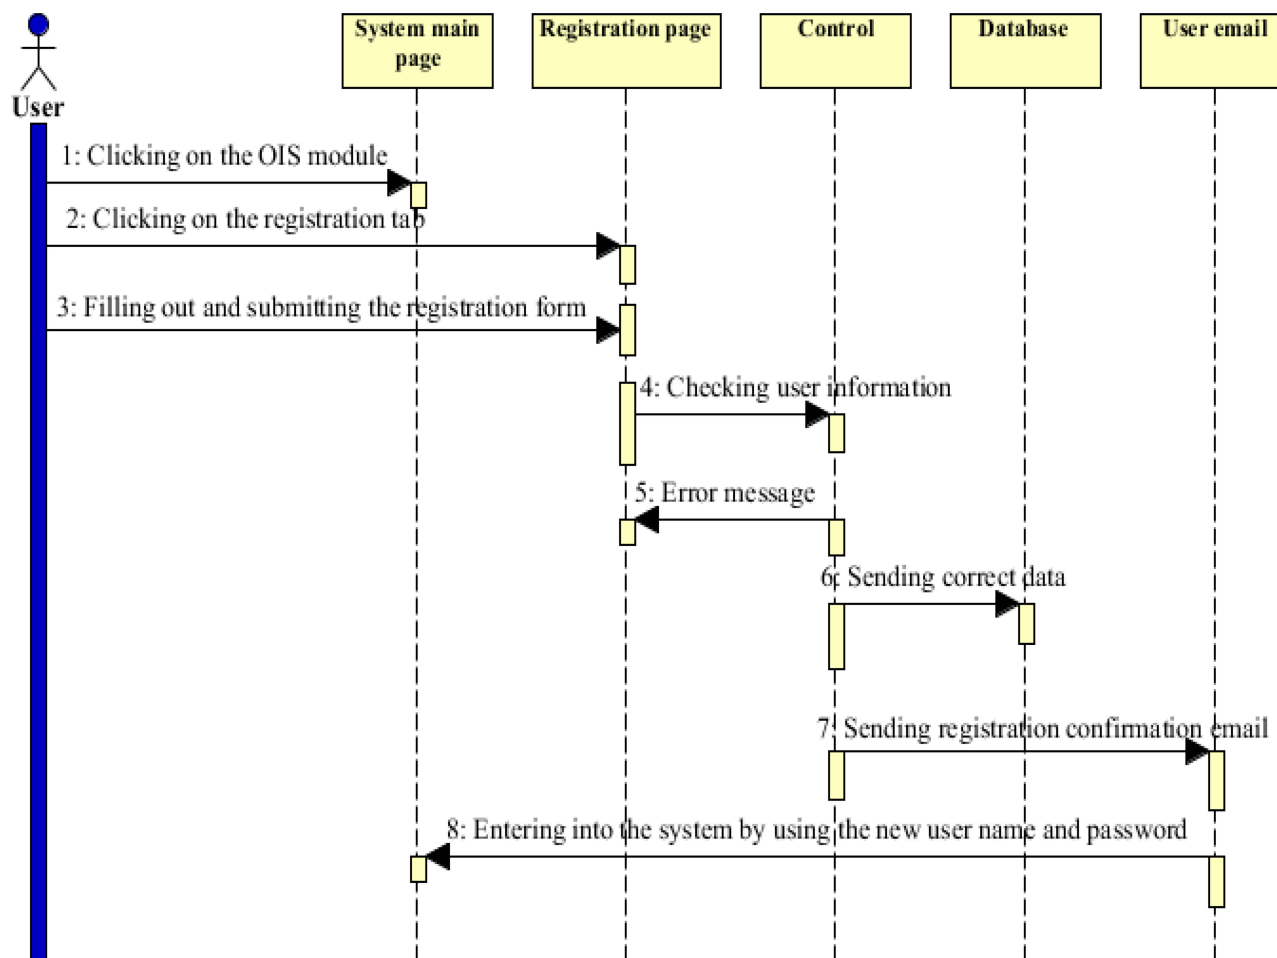 System main
page
Registration page
Control
Database
User email
User
1: Clicking on the OIS module
2: Clicking on the registration tab
3: Filling out and submitting the registration form
4: Checking user information
5: Error message
6: Sending correct data
7: Sending registration confirmation email
8: Entering into the system by using the new user name and password